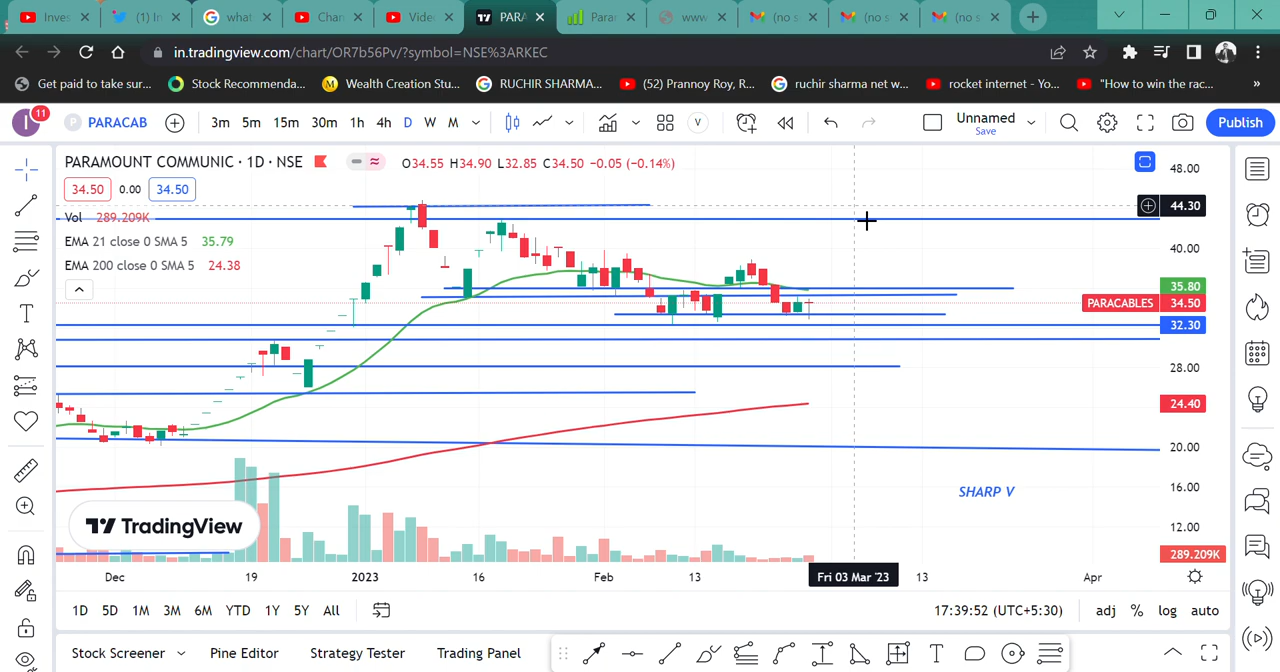 Inves
(1) In
what
Chan
Vide
PARA
Parar
www
(no s
(no s
(no s
in.tradingview.com/chart/OR7b56Pv/?symbol=NSE%3ARKEC
Get paid to take sur...
Stock Recommenda...
Wealth Creation Stu...
RUCHIR SHARMA...
(52) Prannoy Roy, R...
ruchir sharma net w...
rocket internet - Yo...
"How to win the rac...
»
I 11
P PARACAB
3m 5m 15m 30m 1h 4h D W M
V
Unnamed
Save
Publish
PARAMOUNT COMMUNIC · 1D · NSE
O34.55 H34.90 L32.85 C34.50 -0.05 (-0.14%)
34.50 0.00 34.50
Vol 289.209K
EMA 21 close 0 SMA 5 35.79
EMA 200 close 0 SMA 5 24.38
48.00
44.30
40.00
35.80
PARACABLES 34.50
32.30
28.00
24.40
20.00
16.00
12.00
289.209K
SHARP V
TradingView
Dec 19 2023 16 Feb 13 Fri 03 Mar '23 13 Apr
1D 5D 1M 3M 6M YTD 1Y 5Y All
17:39:52 (UTC+5:30)
adj % log auto
Stock Screener
Pine Editor
Strategy Tester
Trading Panel